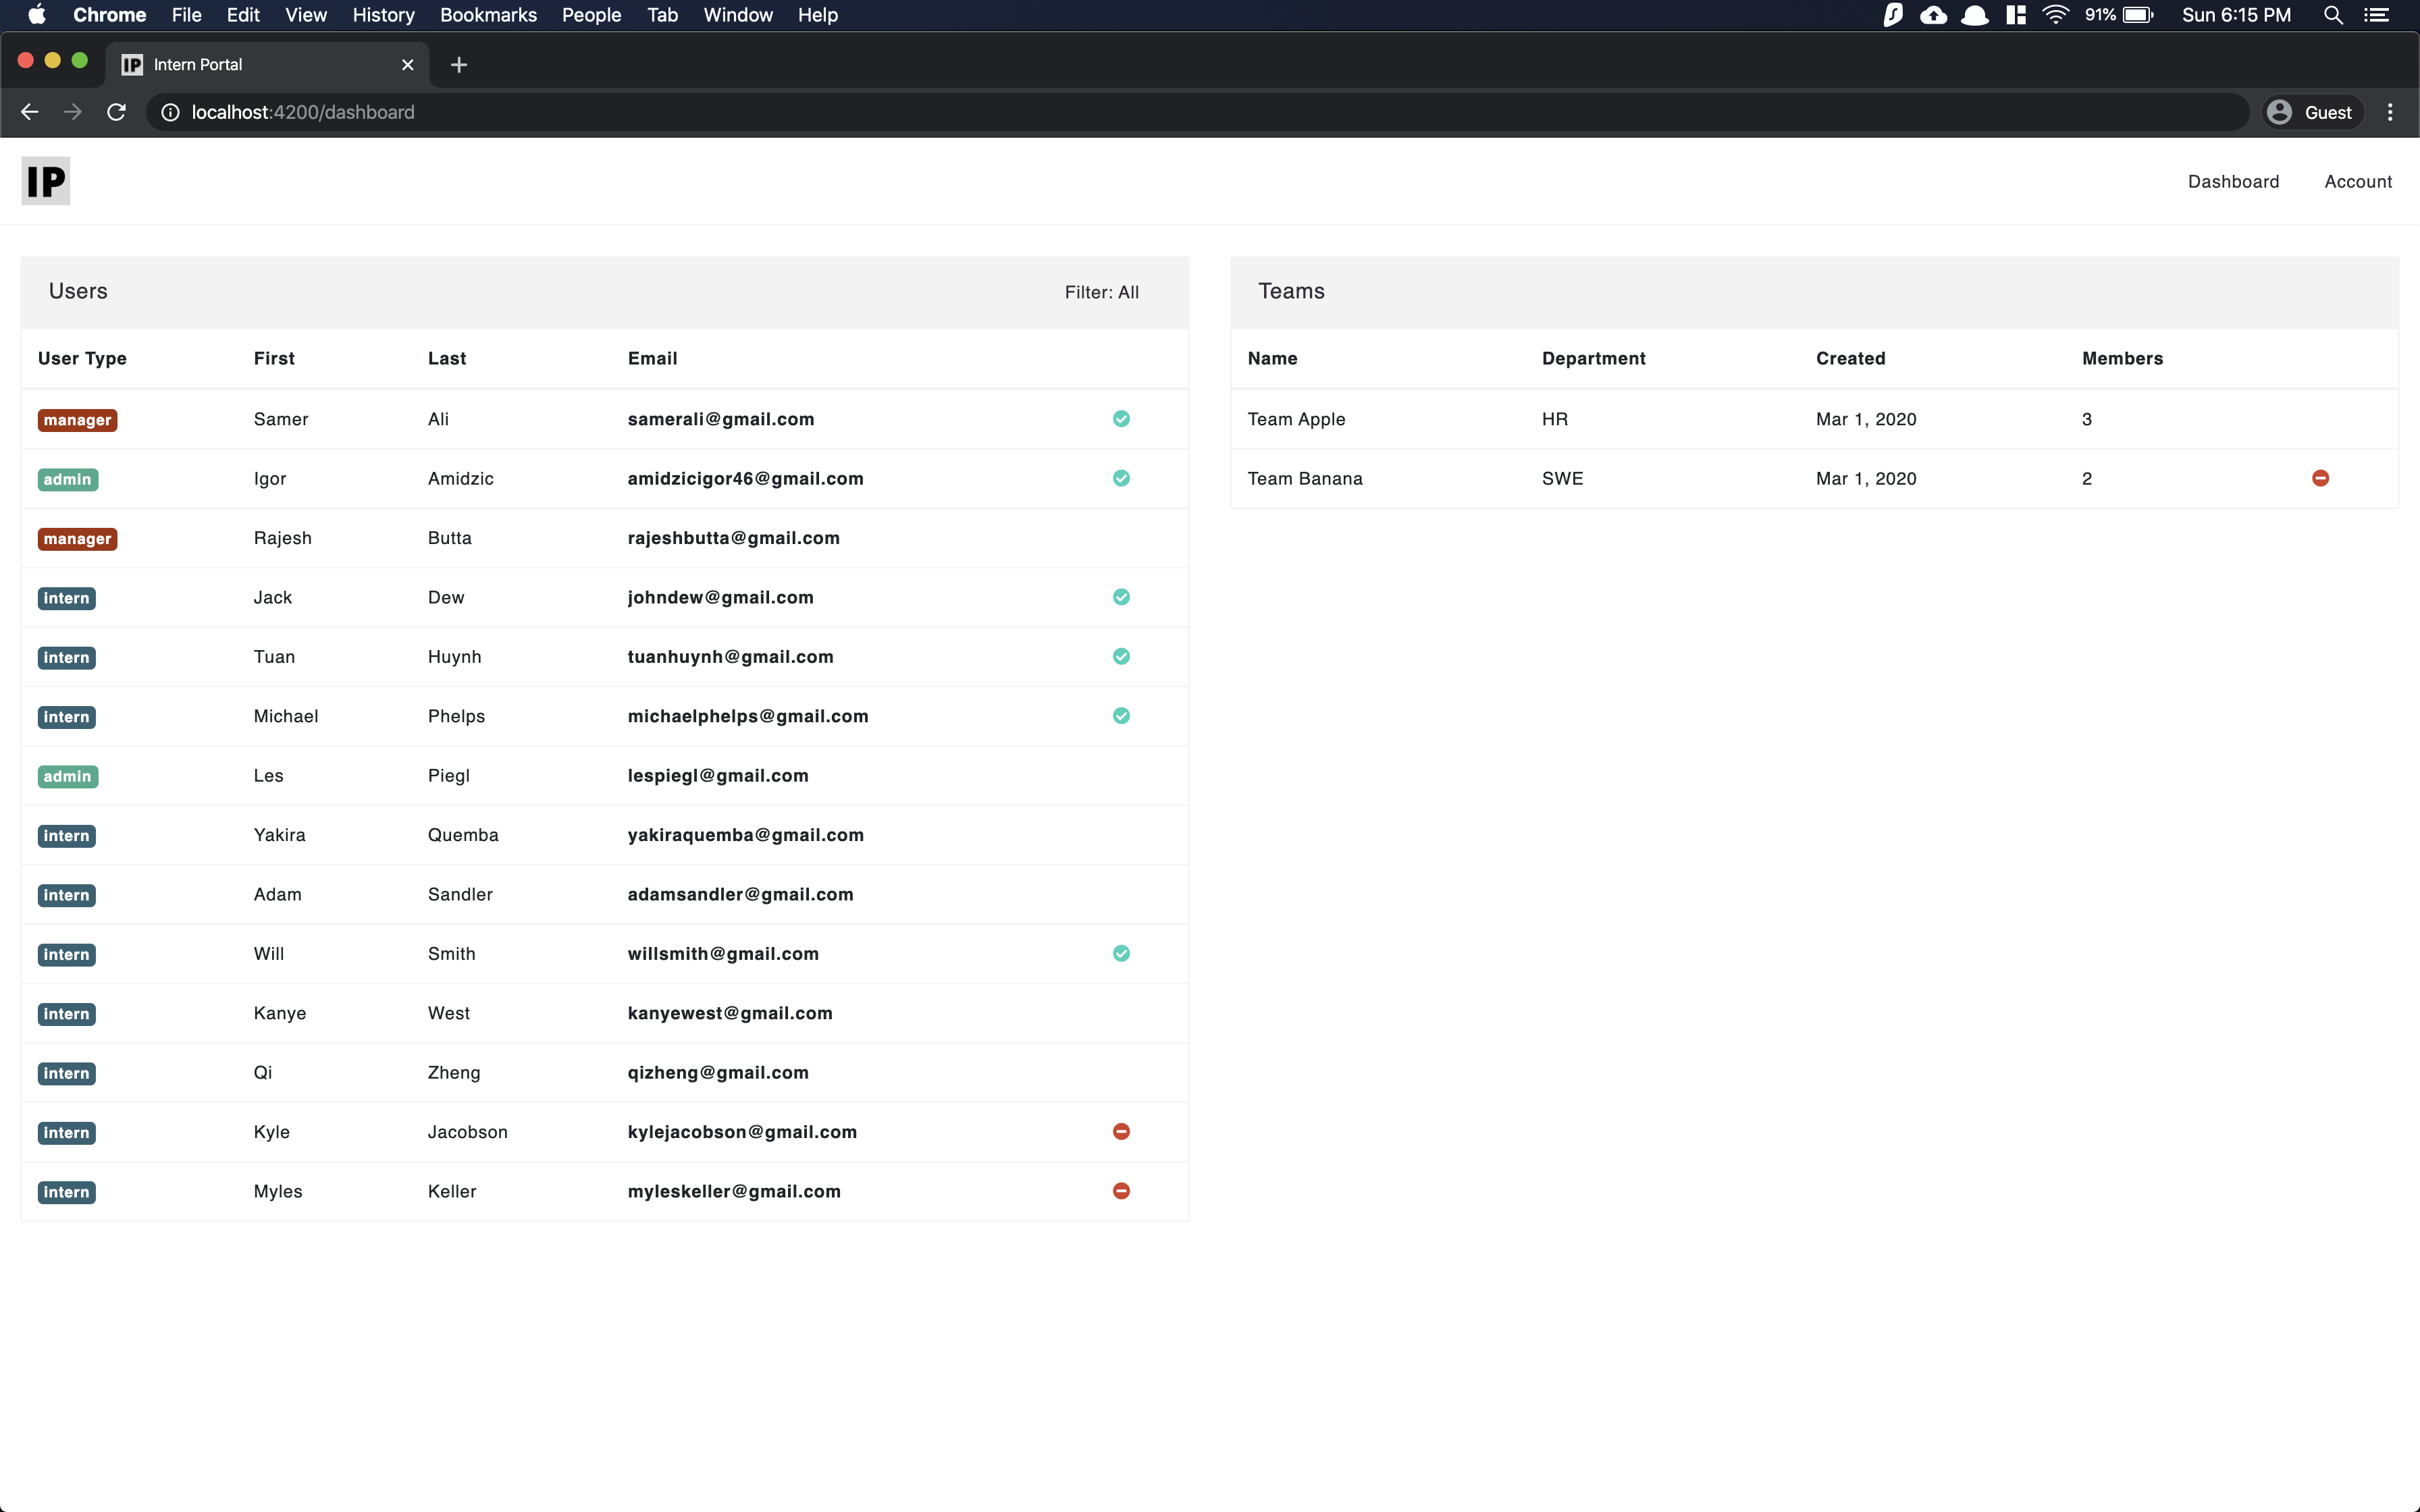 Chrome File Edit View History Bookmarks People Tab Window Help 91% Sun 6:15 PM
IP Intern Portal
localhost:4200/dashboard Guest
IP Dashboard Account
Users Filter: All
User Type First Last Email
manager Samer Ali samerali@gmail.com
admin Igor Amidzic amidzicigor46@gmail.com
manager Rajesh Butta rajeshbutta@gmail.com
intern Jack Dew johndew@gmail.com
intern Tuan Huynh tuanhuynh@gmail.com
intern Michael Phelps michaelphelps@gmail.com
admin Les Piegl lespiegl@gmail.com
intern Yakira Quemba yakiraquemba@gmail.com
intern Adam Sandler adamsandler@gmail.com
intern Will Smith willsmith@gmail.com
intern Kanye West kanyewest@gmail.com
intern Qi Zheng qizheng@gmail.com
intern Kyle Jacobson kylejacobson@gmail.com
intern Myles Keller myleskeller@gmail.com
Teams
Name Department Created Members
Team Apple HR Mar 1, 2020 3
Team Banana SWE Mar 1, 2020 2